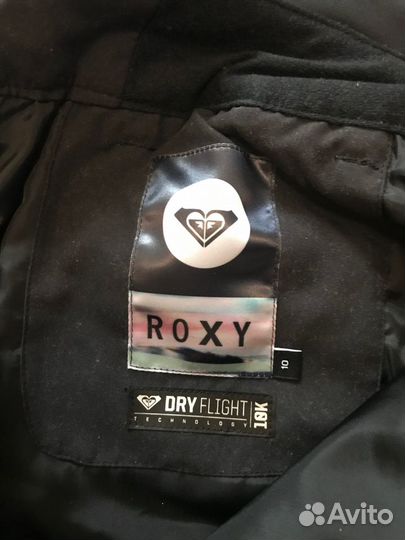 ROXY
10
DRY FLIGHT
TECHNOLOGY
10K
Avito